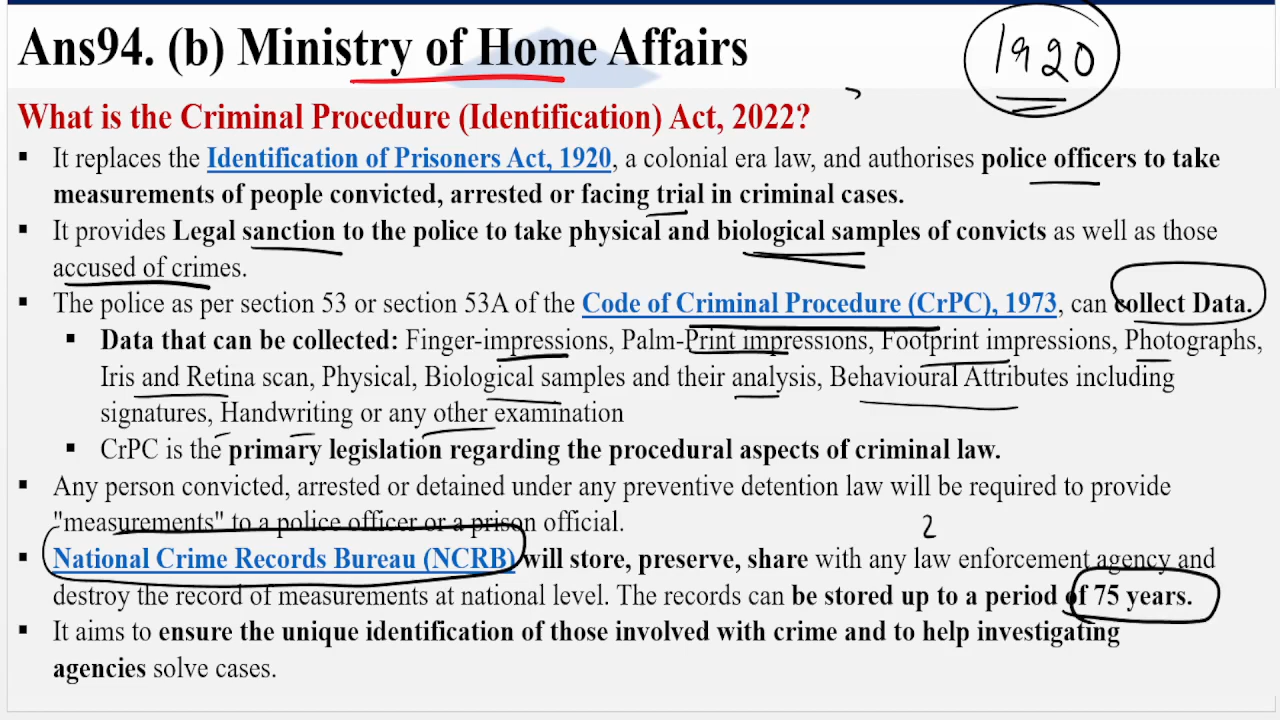 Ans94. (b) Ministry of Home Affairs
1920
What is the Criminal Procedure (Identification) Act, 2022?
▪ It replaces the Identification of Prisoners Act, 1920, a colonial era law, and authorises police officers to take
measurements of people convicted, arrested or facing trial in criminal cases.
▪ It provides Legal sanction to the police to take physical and biological samples of convicts as well as those
accused of crimes.
▪ The police as per section 53 or section 53A of the Code of Criminal Procedure (CrPC), 1973, can collect Data.
▪ Data that can be collected: Finger-impressions, Palm-Print impressions, Footprint impressions, Photographs,
Iris and Retina scan, Physical, Biological samples and their analysis, Behavioural Attributes including
signatures, Handwriting or any other examination
▪ CrPC is the primary legislation regarding the procedural aspects of criminal law.
▪ Any person convicted, arrested or detained under any preventive detention law will be required to provide
"measurements" to a police officer or a prison official.
2
▪ National Crime Records Bureau (NCRB) will store, preserve, share with any law enforcement agency and
destroy the record of measurements at national level. The records can be stored up to a period of 75 years.
▪ It aims to ensure the unique identification of those involved with crime and to help investigating
agencies solve cases.